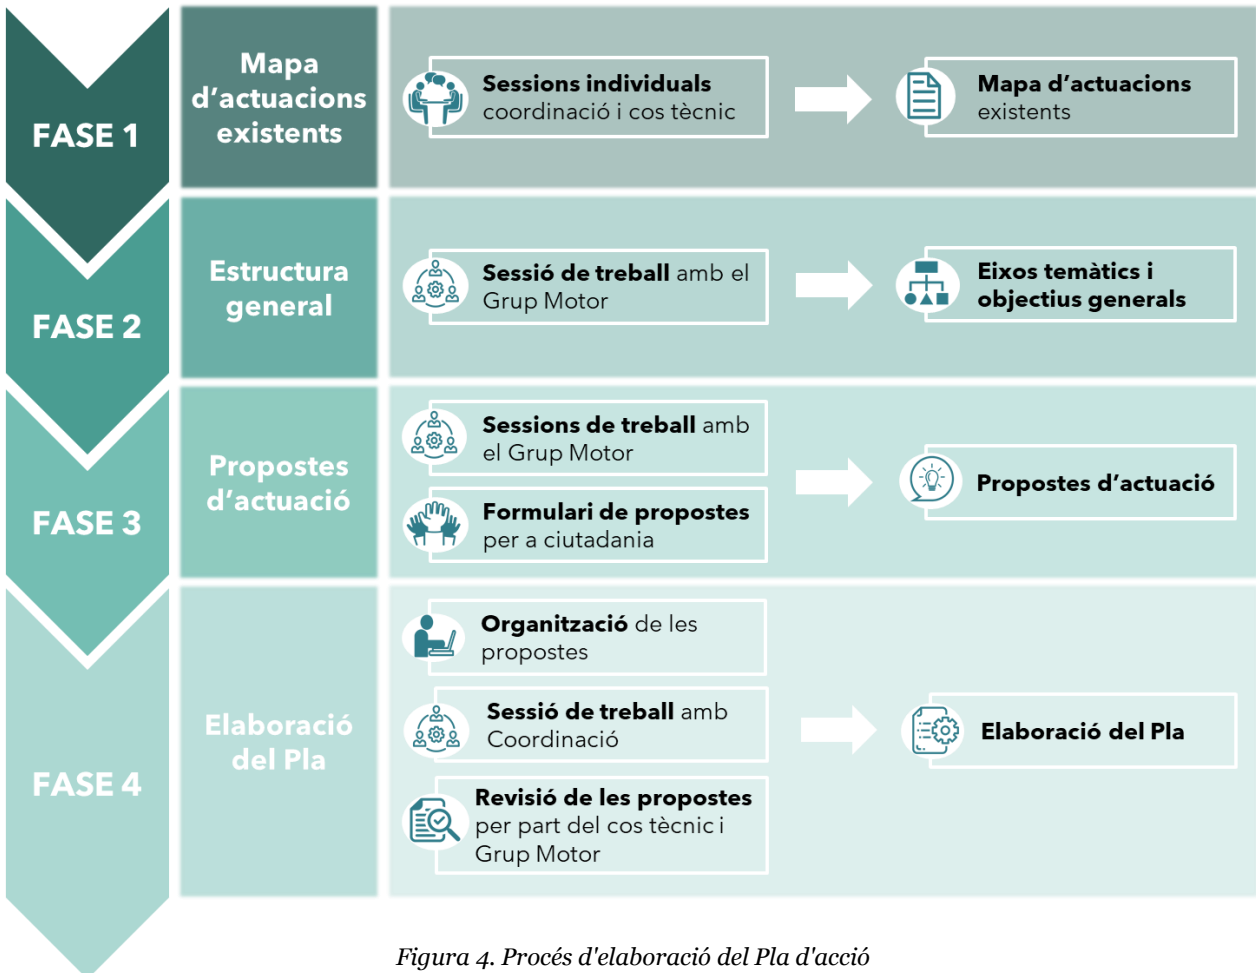 FASE 1
Mapa
d’actuacions
existents
Sessions individuals
coordinació i cos tècnic
Mapa d’actuacions
existents
FASE 2
Estructura
general
Sessió de treball amb el
Grup Motor
Eixos temàtics i
objectius generals
FASE 3
Propostes
d’actuació
Sessions de treball amb
el Grup Motor
Formulari de propostes
per a ciutadania
Propostes d’actuació
FASE 4
Elaboració
del Pla
Organització de les
propostes
Sessió de treball amb
Coordinació
Revisió de les propostes
per part del cos tècnic i
Grup Motor
Elaboració del Pla
Figura 4. Procés d'elaboració del Pla d'acció